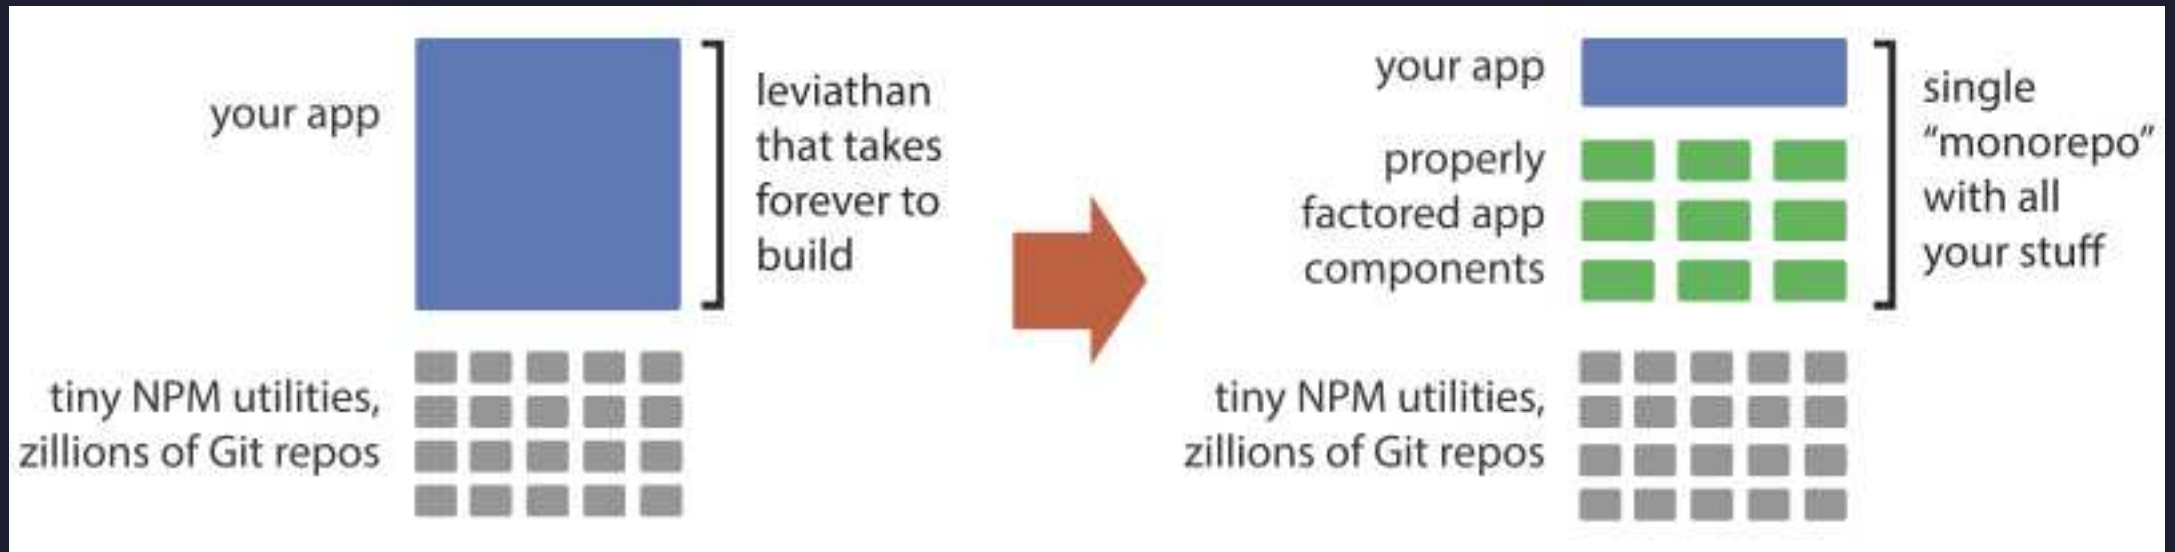 your app
leviathan
that takes
forever to
build
tiny NPM utilities,
zillions of Git repos
your app
properly
factored app
components
single
“monorepo”
with all
your stuff
tiny NPM utilities,
zillions of Git repos